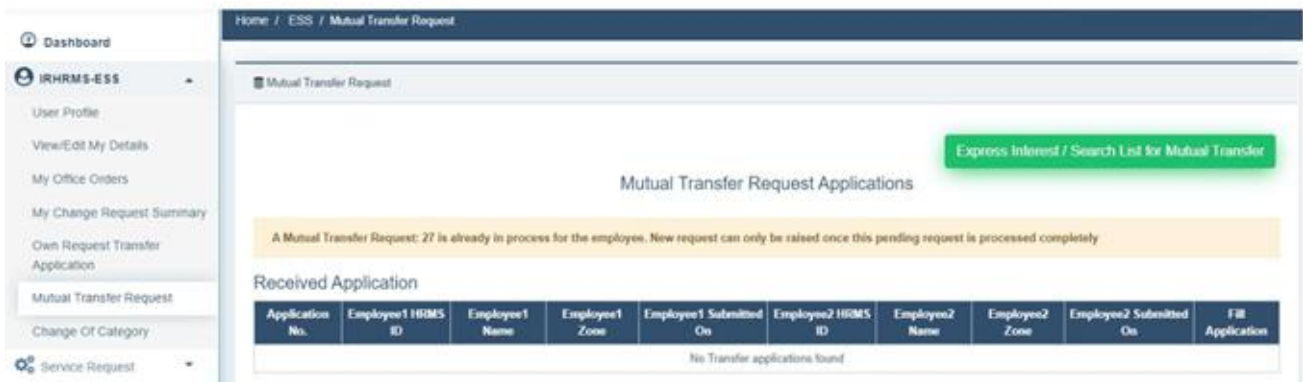 Home / ESS / Mutual Transfer Request
Dashboard
IRHRMS-ESS
User Profile
View/Edit My Details
My Office Orders
My Change Request Summary
Own Request Transfer
Application
Mutual Transfer Request
Change Of Category
Service Request
Mutual Transfer Request
Express Interest / Search List for Mutual Transfer
Mutual Transfer Request Applications
A Mutual Transfer Request: 27 is already in process for the employee. New request can only be raised once this pending request is processed completely
Received Application
Application No. Employee1 HRMS ID Employee1 Name Employee1 Zone Employee1 Submitted On Employee2 HRMS ID Employee2 Name Employee2 Zone Employee2 Submitted On Fill Application
No Transfer applications found